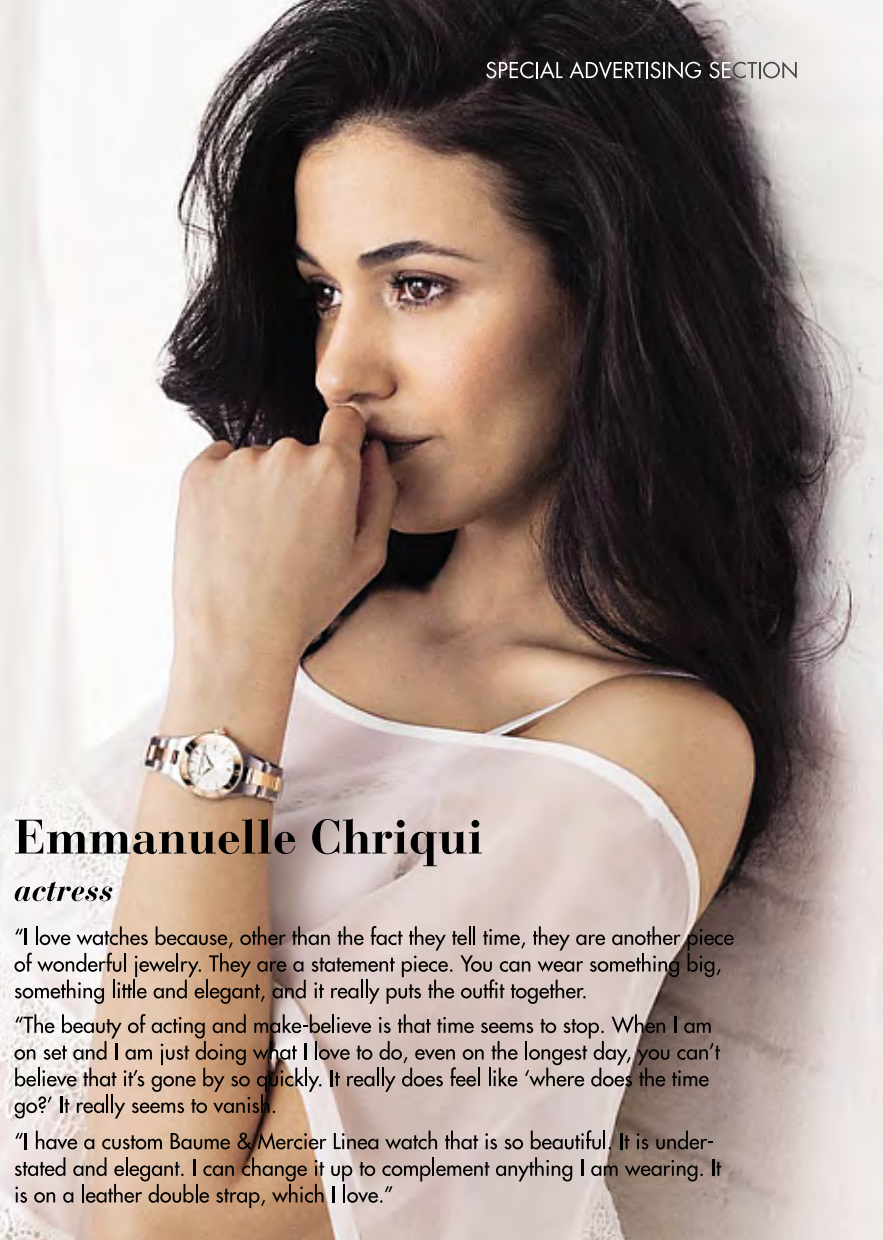 SPECIAL ADVERTISING SECTION
Emmanuelle Chriqui
actress
“I love watches because, other than the fact they tell time, they are another piece
of wonderful jewelry. They are a statement piece. You can wear something big,
something little and elegant, and it really puts the outfit together.
“The beauty of acting and make-believe is that time seems to stop. When I am
on set and I am just doing what I love to do, even on the longest day, you can’t
believe that it’s gone by so quickly. It really does feel like ‘where does the time
go?’ It really seems to vanish.
“I have a custom Baume & Mercier Linea watch that is so beautiful. It is under-
stated and elegant. I can change it up to complement anything I am wearing. It
is on a leather double strap, which I love.”